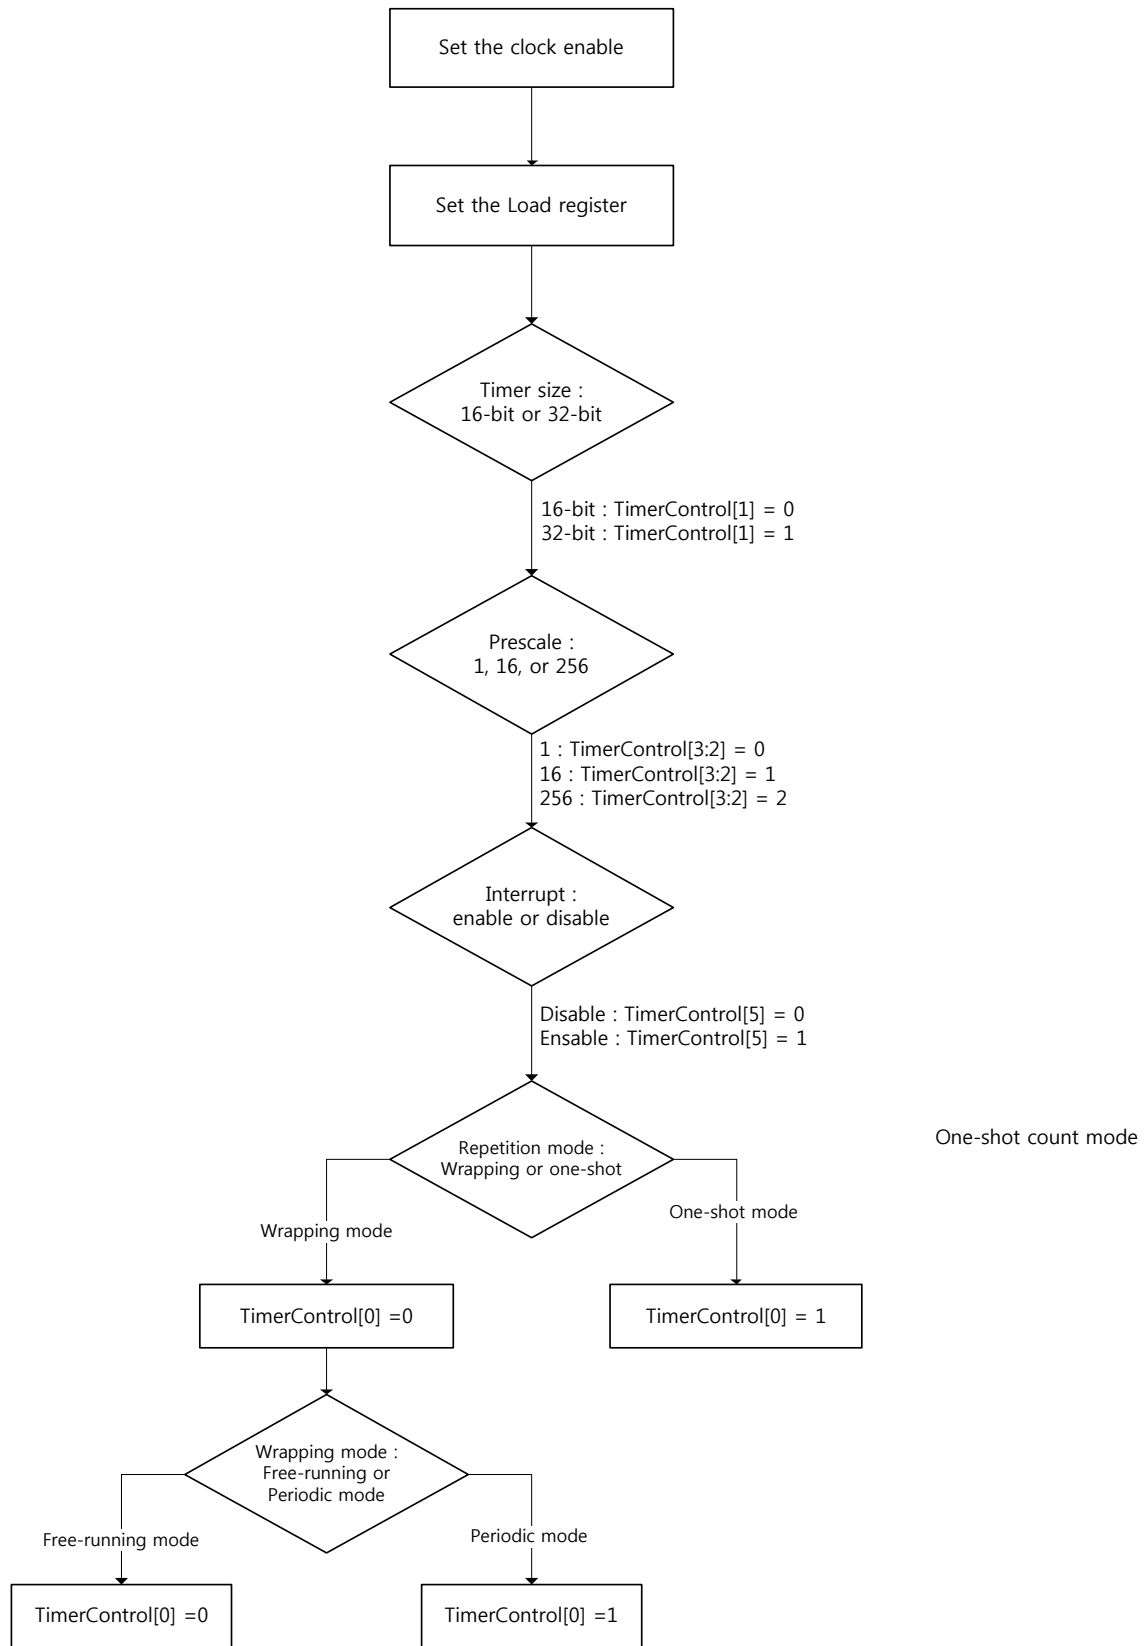 Set the clock enable
Set the Load register
Timer size :
16-bit or 32-bit
16-bit : TimerControl[1] = 0
32-bit : TimerControl[1] = 1
Prescale :
1, 16, or 256
1 : TimerControl[3:2] = 0
16 : TimerControl[3:2] = 1
256 : TimerControl[3:2] = 2
Interrupt :
enable or disable
Disable : TimerControl[5] = 0
Ensable : TimerControl[5] = 1
Repetition mode :
Wrapping or one-shot
One-shot count mode
Wrapping mode
One-shot mode
TimerControl[0] =0
TimerControl[0] = 1
Wrapping mode :
Free-running or
Periodic mode
Free-running mode
Periodic mode
TimerControl[0] =0
TimerControl[0] =1